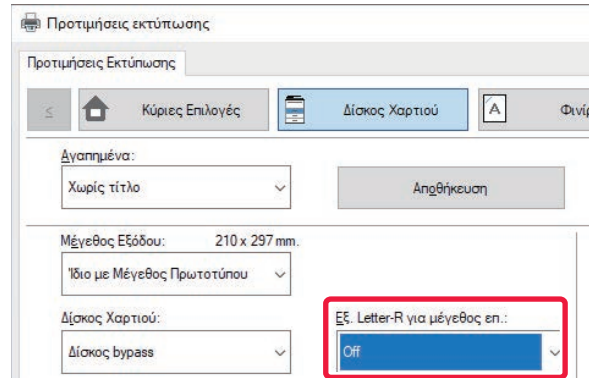 Προτιμήσεις εκτύπωσης
Προτιμήσεις Εκτύπωσης
< Κύριες Επιλογές Δίσκος Χαρτιού A
Αγαπημένα:
Χωρίς τίτλο Αποθήκευση
Μέγεθος Εξόδου: 210 x 297 mm.
Ίδιο με Μέγεθος Πρωτοτύπου
Δίσκος Χαρτιού: Εξ. Letter-R για μέγεθος επ.:
Δίσκος bypass Off